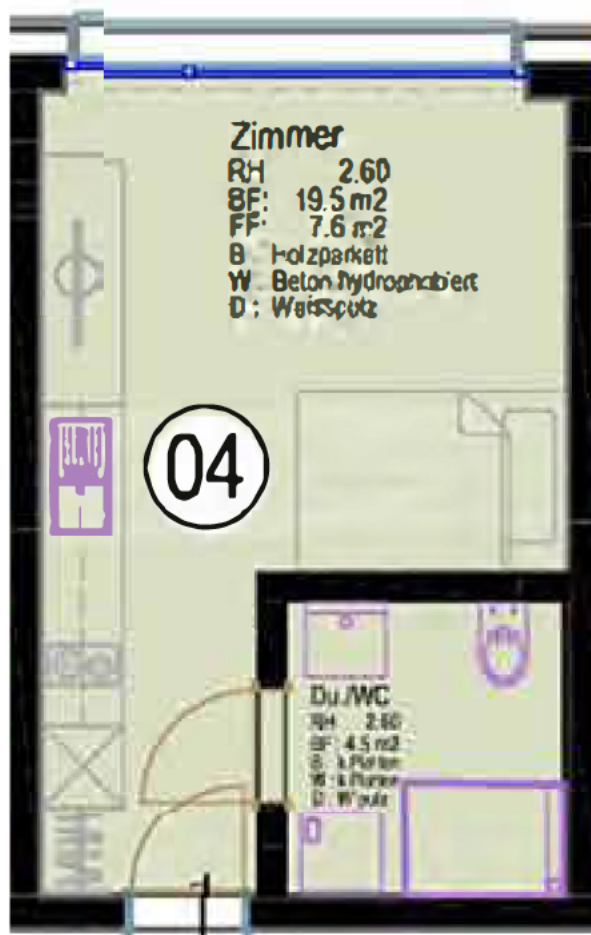 Zimmer
RH 2.60
BF: 19.5 m2
FF: 7.6 m2
B Holzparkett
W. Beton hydrophobiert
D: Weissputz
04
Du./WC
RH 2.60
BF 4.5 m2
B
W
D